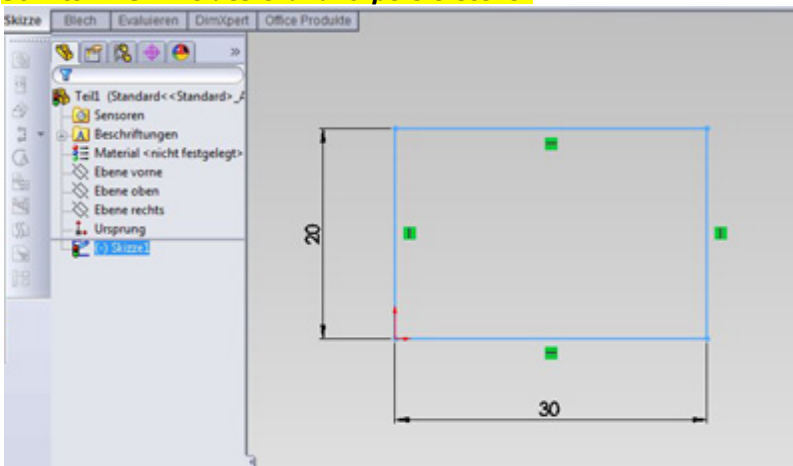 Skizze Blech Evaluieren DimXpert Office Produkte
»
Teil1 (Standard<<Standard>_A
Sensoren
A Beschriftungen
Material <nicht festgelegt>
Ebene vorne
Ebene oben
Ebene rechts
Ursprung
(-) Skizze1
20
30